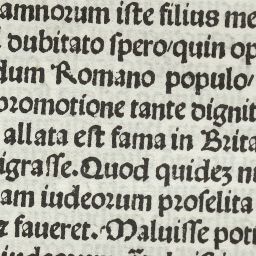 amnorum iſte filius me
dubitato ſpero/quin op
dum Romano populo/
promotione tante dignit
allata eſt fama in Brita
igraſſe. Quod quidez n
am iudeorum proſelita
faueret. Maluiſſe pot